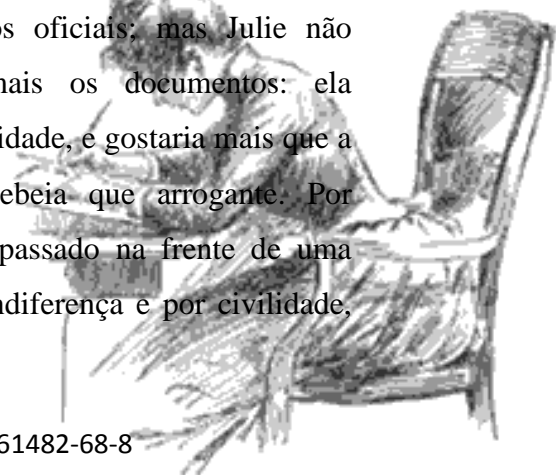 os oficiais; mas Julie não
nais os documentos: ela
idade, e gostaria mais que a
ebeia que arrogante. Por
passado na frente de uma
ndiferença e por civilidade,
61482-68-8